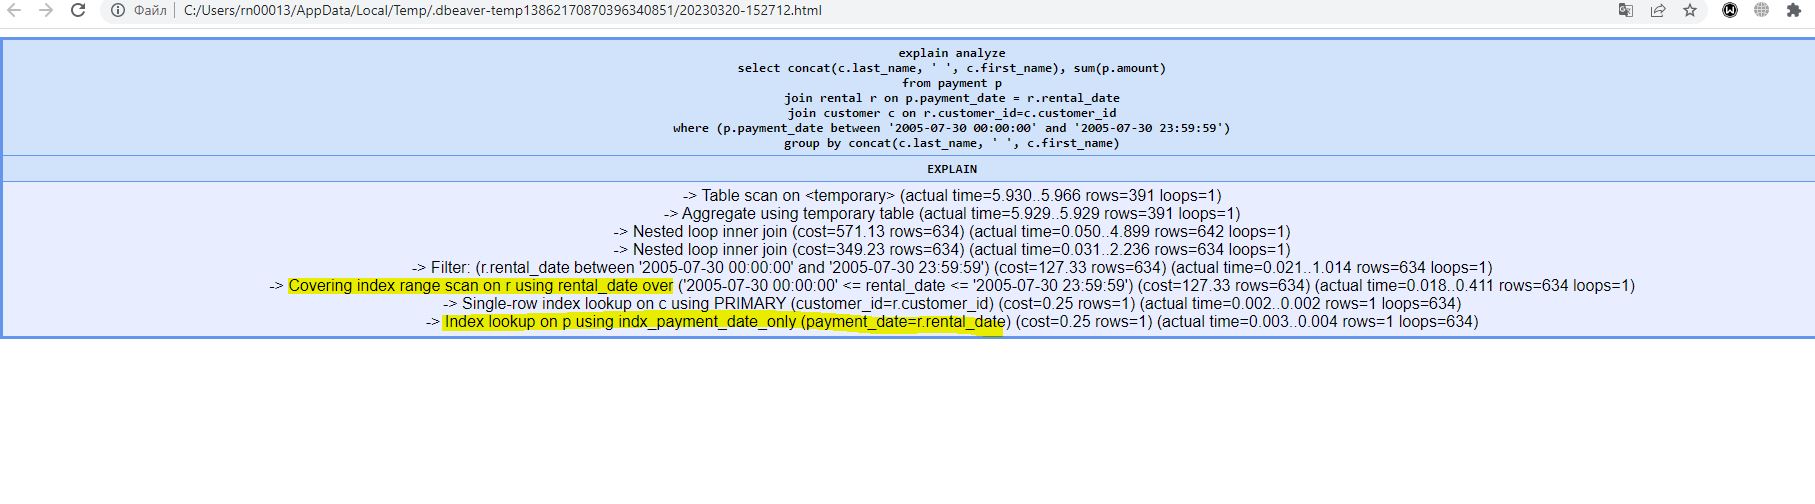 Файл
C:/Users/rn00013/AppData/Local/Temp/.dbeaver-temp13862170870396340851/20230320-152712.html
explain analyze
select concat(c.last_name, ' ', c.first_name), sum(p.amount)
from payment p
join rental r on p.payment_date = r.rental_date
join customer c on r.customer_id=c.customer_id
where (p.payment_date between '2005-07-30 00:00:00' and '2005-07-30 23:59:59')
group by concat(c.last_name, ' ', c.first_name)
EXPLAIN
-> Table scan on <temporary> (actual time=5.930..5.966 rows=391 loops=1)
-> Aggregate using temporary table (actual time=5.929..5.929 rows=391 loops=1)
-> Nested loop inner join (cost=571.13 rows=634) (actual time=0.050..4.899 rows=642 loops=1)
-> Nested loop inner join (cost=349.23 rows=634) (actual time=0.031..2.236 rows=634 loops=1)
-> Filter: (r.rental_date between '2005-07-30 00:00:00' and '2005-07-30 23:59:59') (cost=127.33 rows=634) (actual time=0.021..1.014 rows=634 loops=1)
-> Covering index range scan on r using rental_date over ('2005-07-30 00:00:00' <= rental_date <= '2005-07-30 23:59:59') (cost=127.33 rows=634) (actual time=0.018..0.411 rows=634 loops=1)
-> Single-row index lookup on c using PRIMARY (customer_id=r.customer_id) (cost=0.25 rows=1) (actual time=0.002..0.002 rows=1 loops=634)
-> Index lookup on p using indx_payment_date_only (payment_date=r.rental_date) (cost=0.25 rows=1) (actual time=0.003..0.004 rows=1 loops=634)